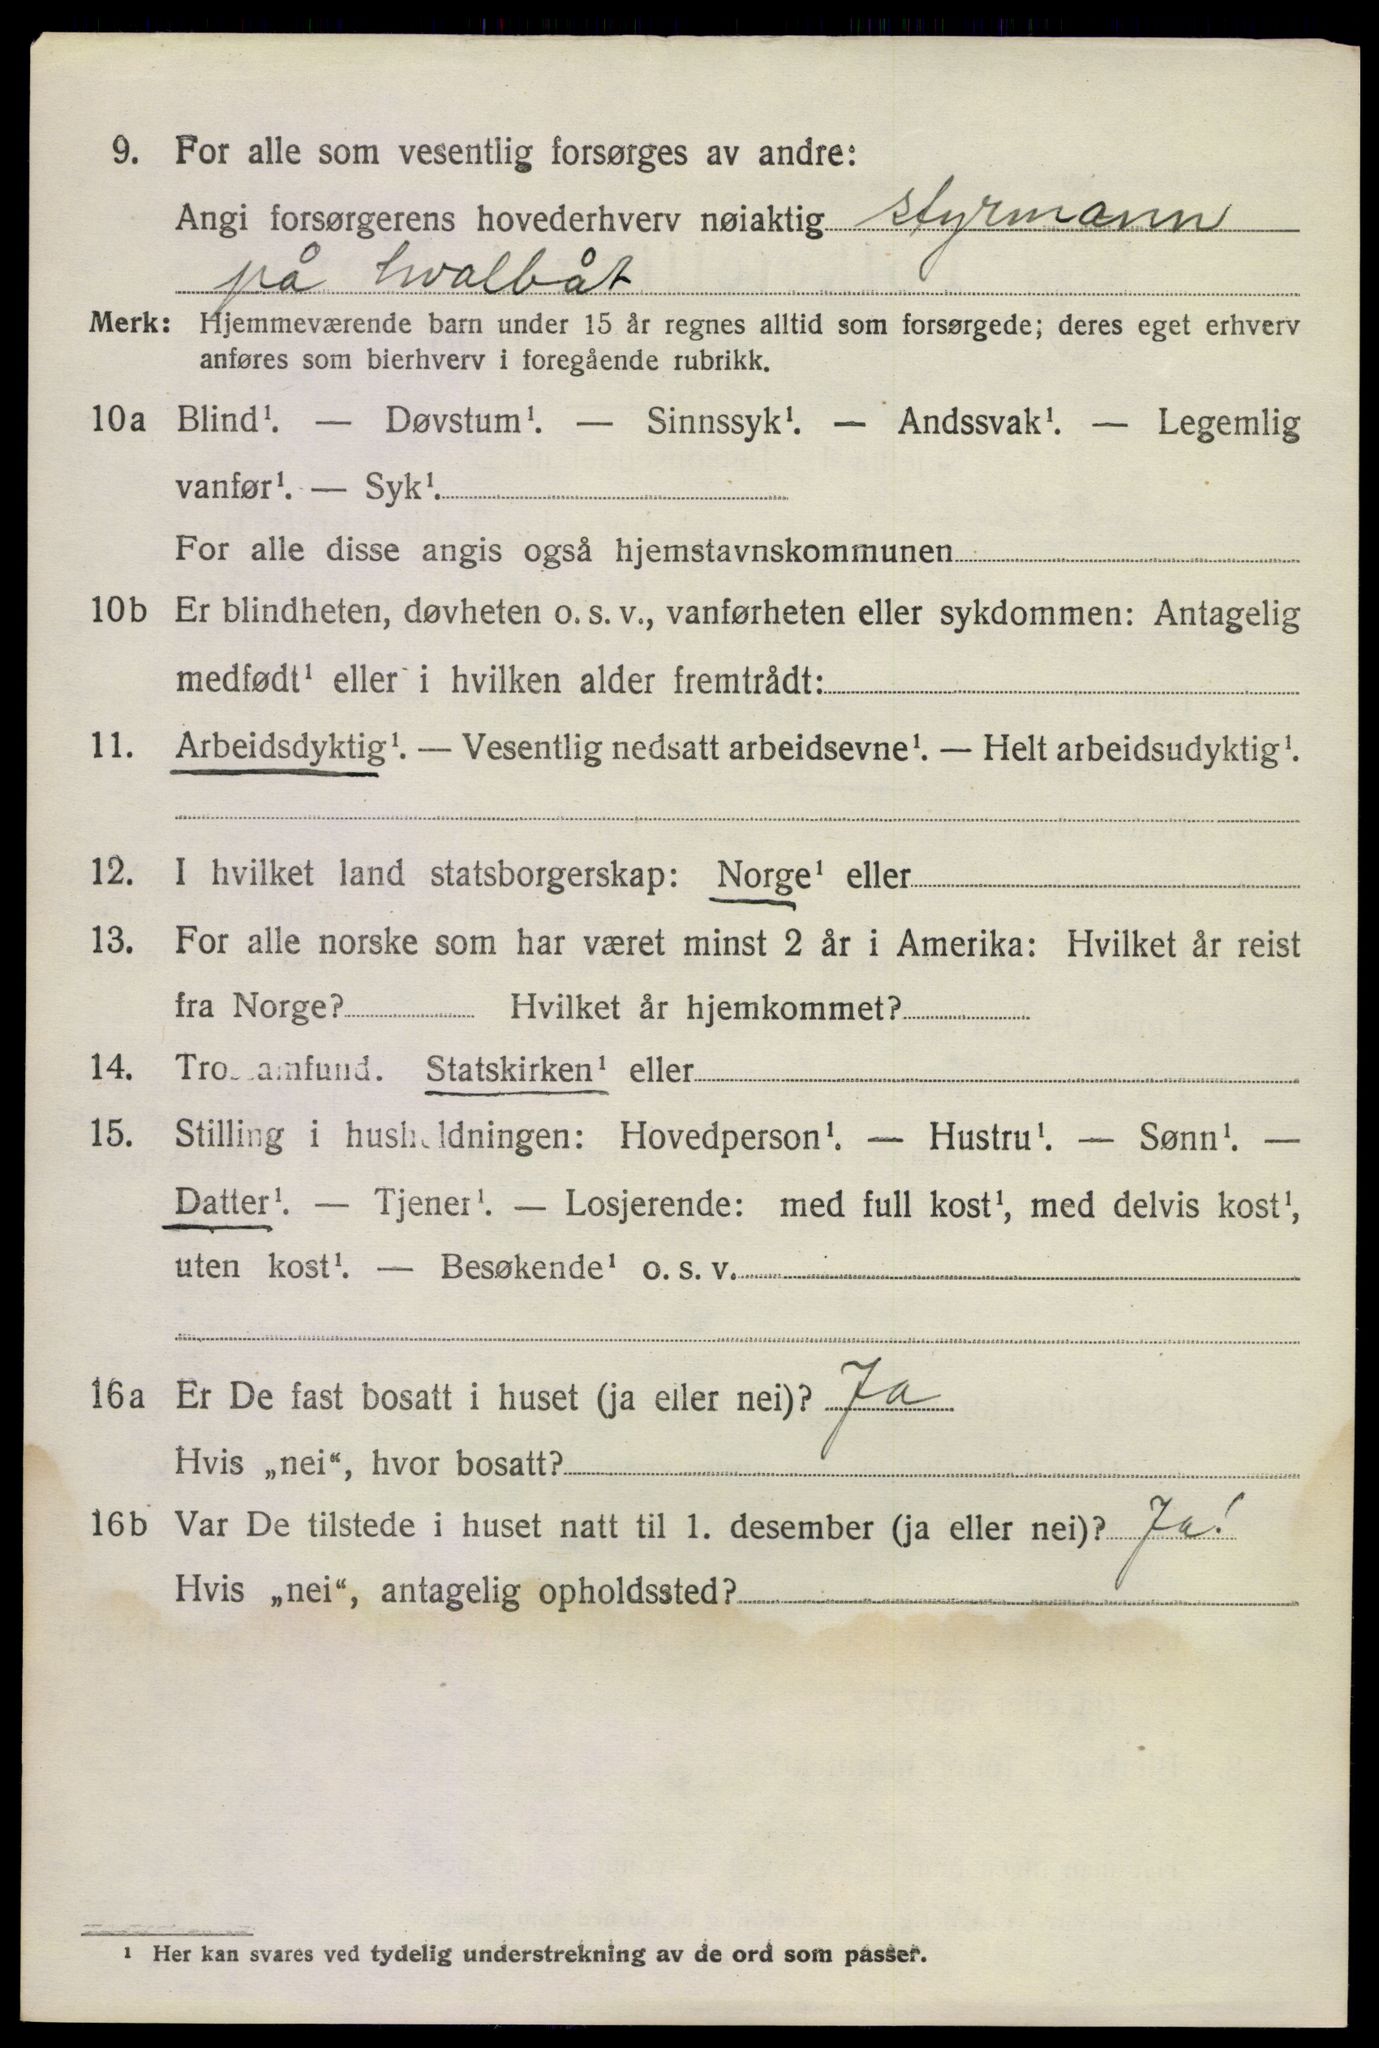 9. For alle som vesentlig forsørges av andre:
Angi forsørgerens hovederhverv nøiaktig styrmann
på hvalbåt
Merk: Hjemmeværende barn under 15 år regnes alltid som forsørgede; deres eget erhverv
anføres som bierhverv i foregående rubrikk.
10a Blind¹. — Døvstum¹. — Sinnssyk¹. — Andssvak¹. — Legemlig
vanfør¹. — Syk¹.
For alle disse angis også hjemstavnskommunen
10b Er blindheten, døvheten o. s. v., vanførheten eller sykdommen: Antagelig
medfødt¹ eller i hvilken alder fremtrådt:
11. Arbeidsdyktig¹. — Vesentlig nedsatt arbeidsevne¹. — Helt arbeidsudyktig¹.
12. I hvilket land statsborgerskap: Norge¹ eller
13. For alle norske som har været minst 2 år i Amerika: Hvilket år reist
fra Norge? Hvilket år hjemkommet?
14. Trossamfund. Statskirken¹ eller
15. Stilling i husholdningen: Hovedperson¹. — Hustru¹. — Sønn¹. —
Datter¹. — Tjener¹. — Losjerende: med full kost¹, med delvis kost¹,
uten kost¹. — Besøkende¹ o. s. v.
16a Er De fast bosatt i huset (ja eller nei)? Ja
Hvis „nei“, hvor bosatt?
16b Var De tilstede i huset natt til 1. desember (ja eller nei)? Ja!
Hvis „nei“, antagelig opholdssted?
¹ Her kan svares ved tydelig understrekning av de ord som passer.